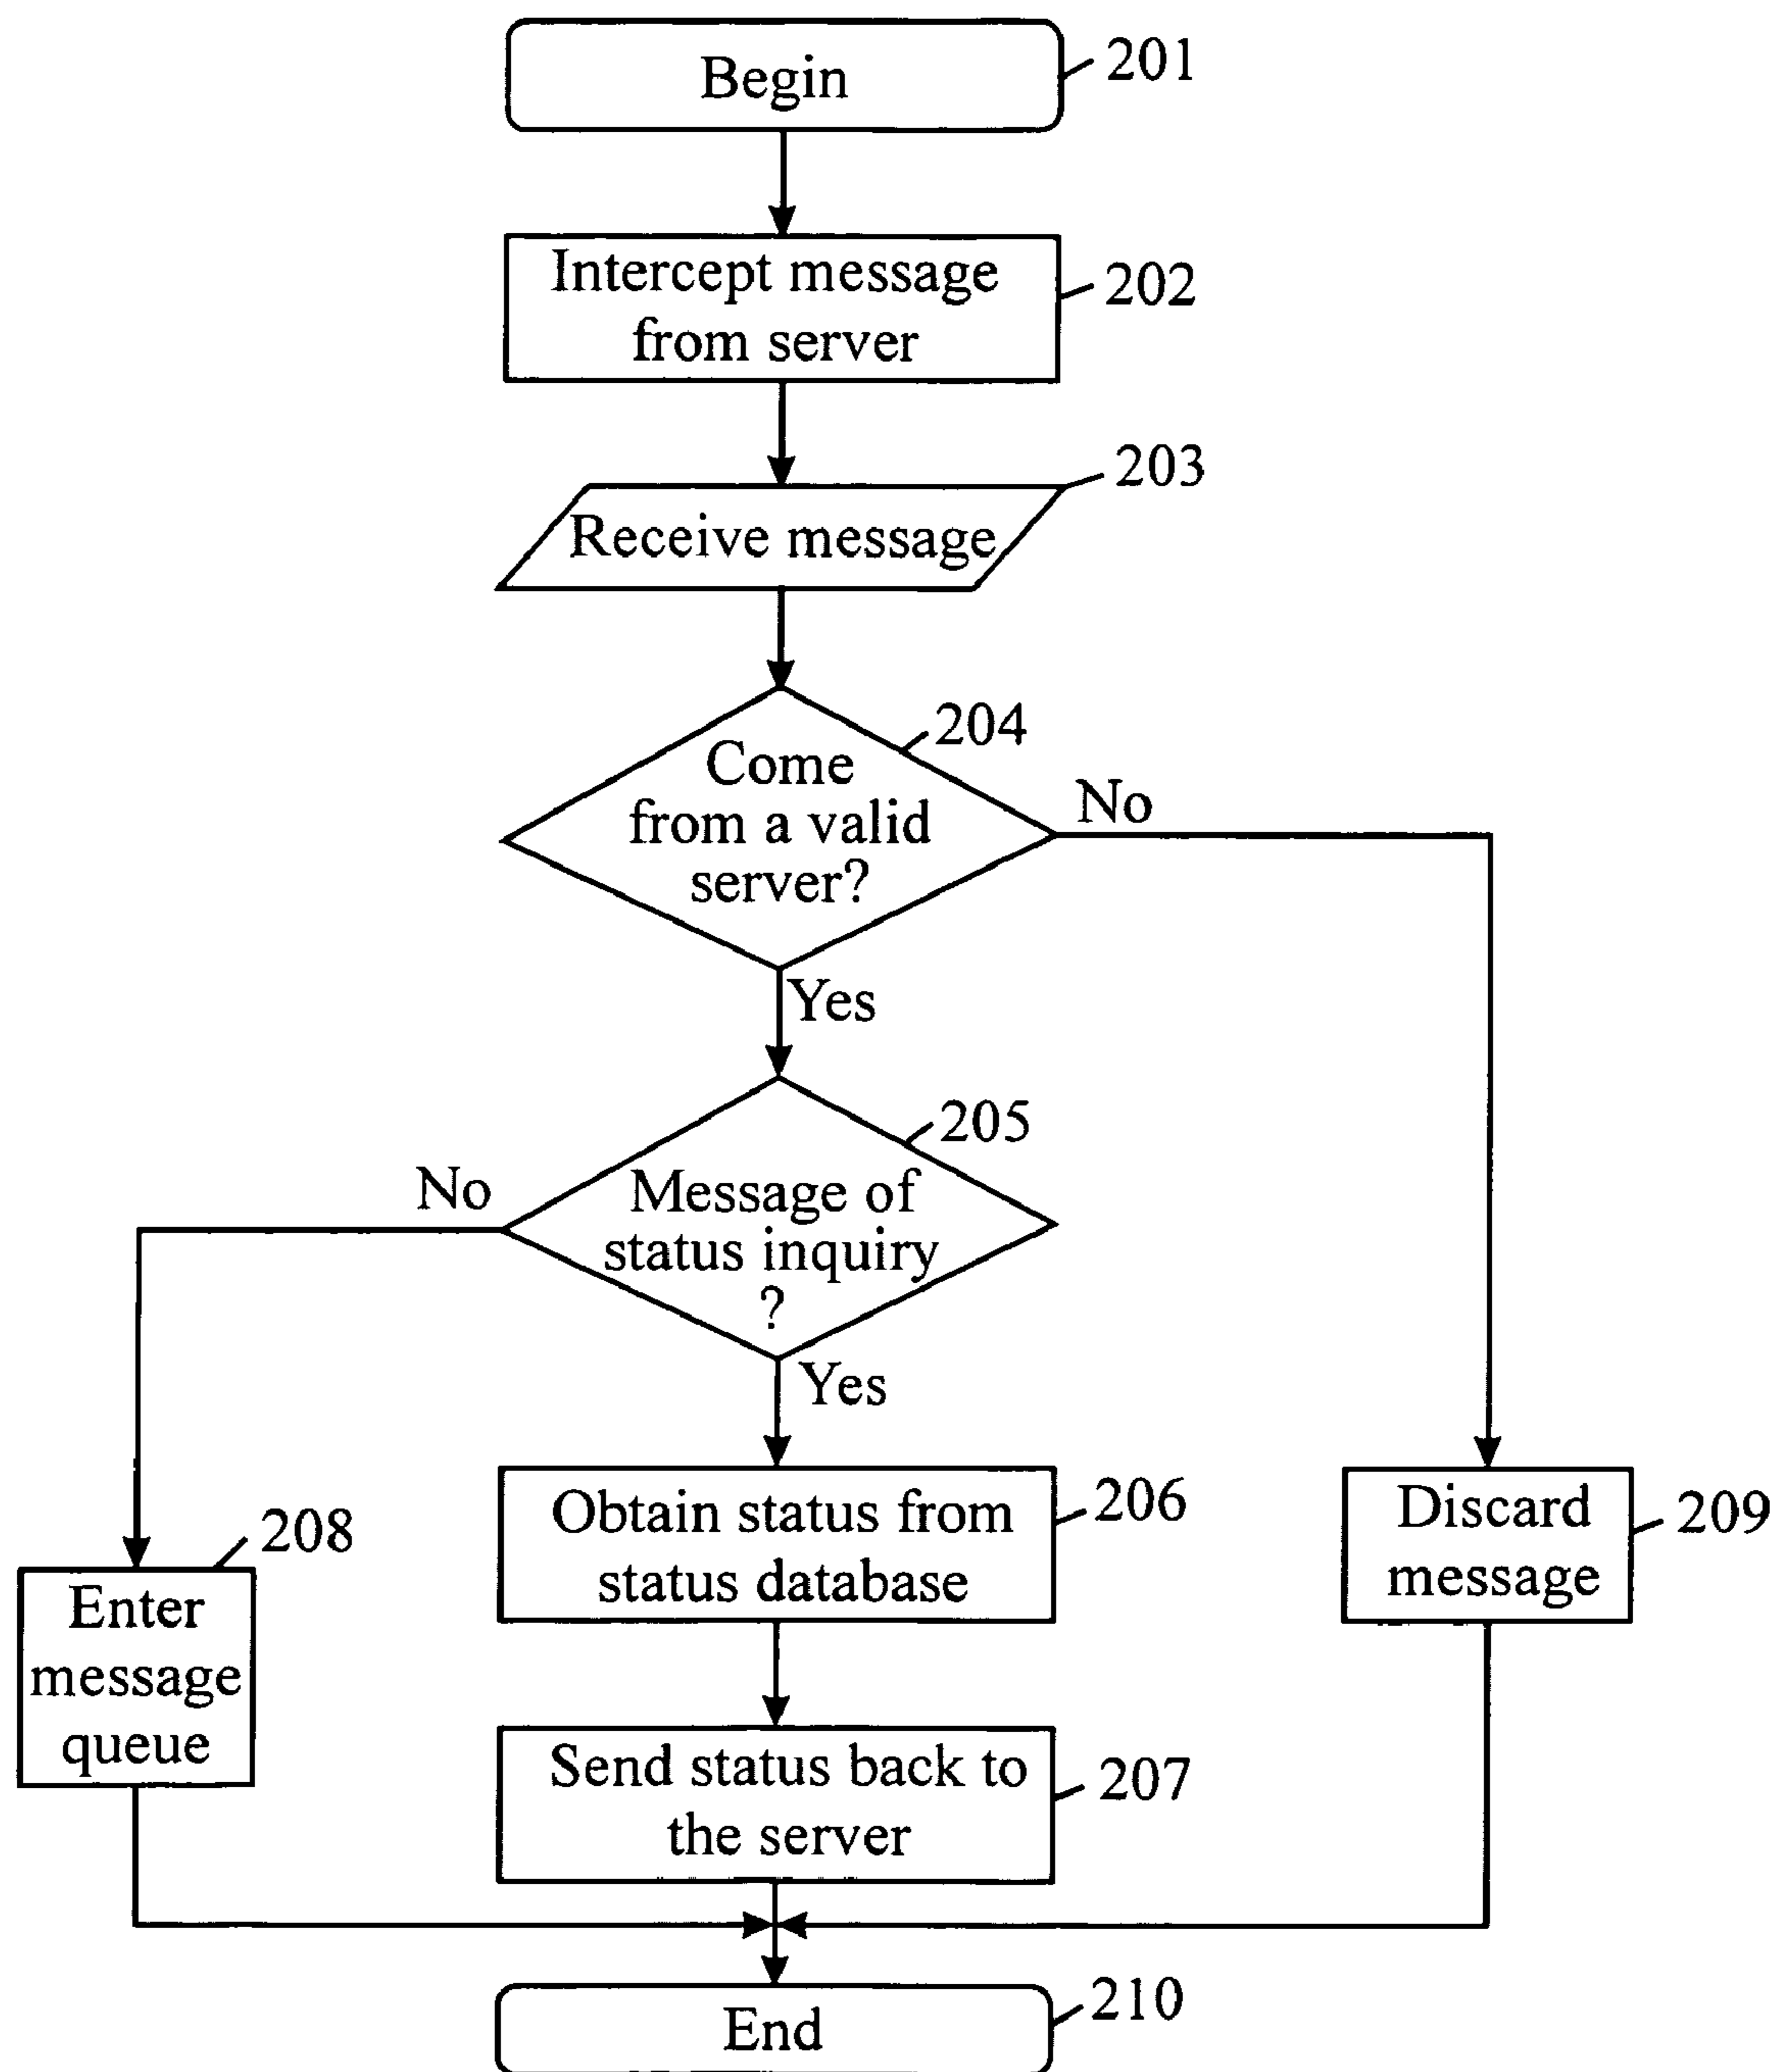 Begin
201
Intercept message
from server
202
203
Receive message
204
Come
from a valid
server?
No
Yes
205
No
Message of
status inquiry
?
Yes
Obtain status from
status database
206
Discard
message
209
208
Enter
message
queue
Send status back to
the server
207
End
210